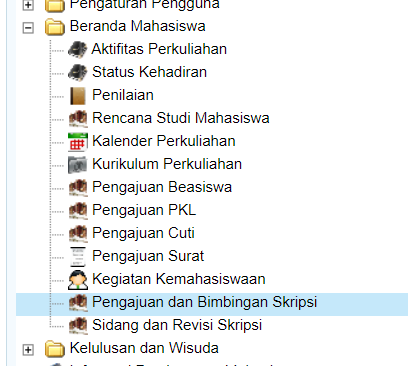 Pengaturan Pengguna
Beranda Mahasiswa
Aktifitas Perkuliahan
Status Kehadiran
Penilaian
Rencana Studi Mahasiswa
Kalender Perkuliahan
Kurikulum Perkuliahan
Pengajuan Beasiswa
Pengajuan PKL
Pengajuan Cuti
Pengajuan Surat
Kegiatan Kemahasiswaan
Pengajuan dan Bimbingan Skripsi
Sidang dan Revisi Skripsi
Kelulusan dan Wisuda